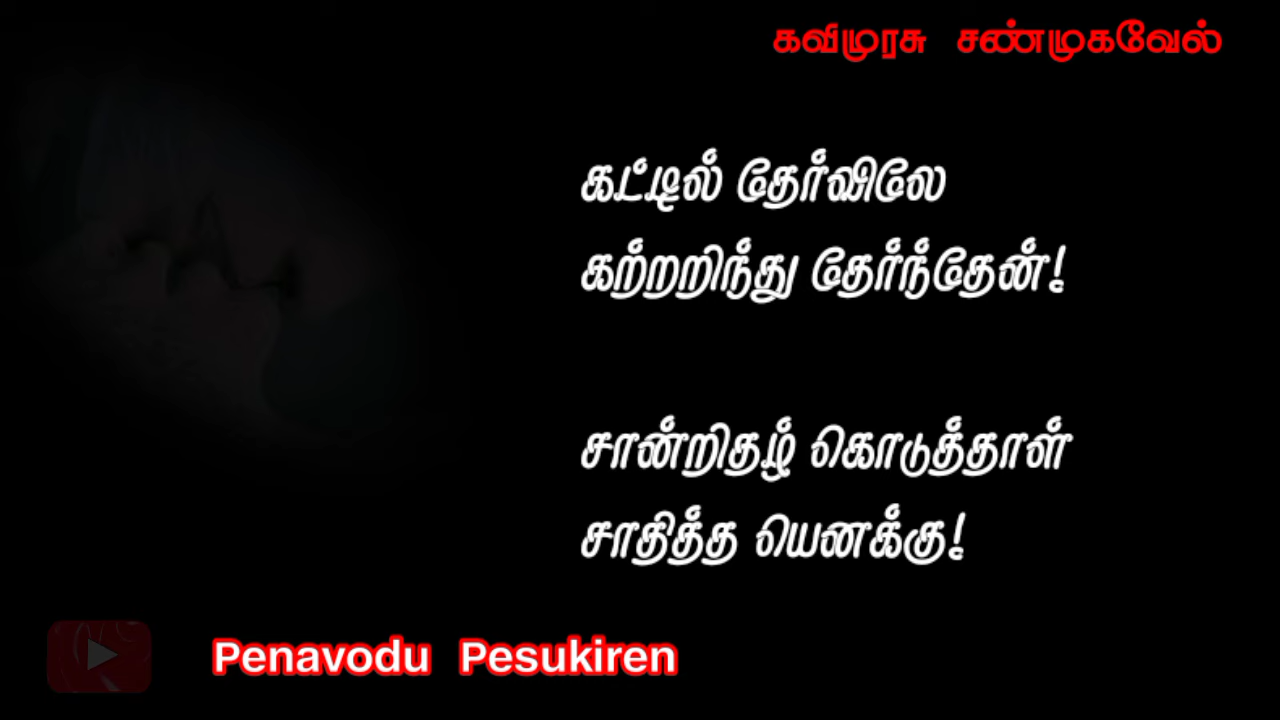 கவிமுரசு சண்முகவேல்
கட்டில் தேர்விலே
கற்றறிந்து தேர்ந்தேன்!
சான்றிதழ் கொடுத்தாள்
சாதித்த யெனக்கு!
Penavodu Pesukiren